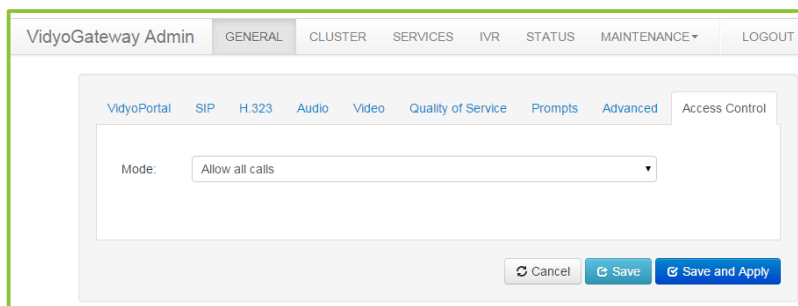 VidyoGateway Admin GENERAL CLUSTER SERVICES IVR STATUS MAINTENANCE LOGOUT
VidyoPortal SIP H.323 Audio Video Quality of Service Prompts Advanced Access Control
Mode: Allow all calls
Cancel Save Save and Apply